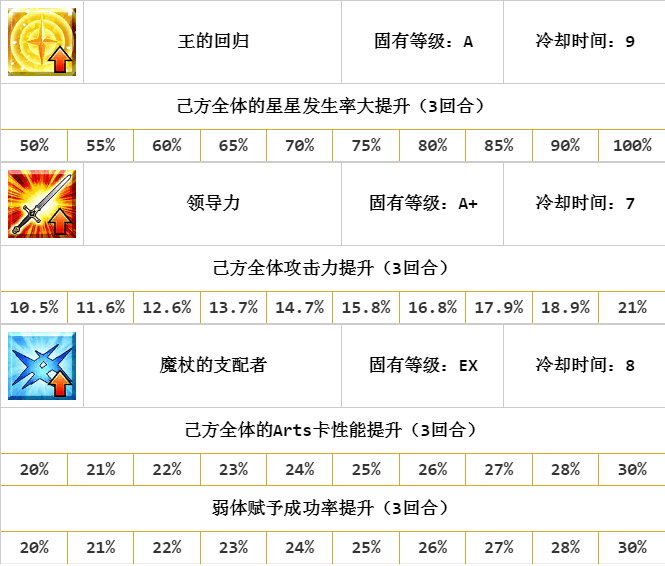 王的回归 固有等级：A 冷却时间：9
己方全体的星星发生率大提升（3回合）
50% 55% 60% 65% 70% 75% 80% 85% 90% 100%
领导力 固有等级：A+ 冷却时间：7
己方全体攻击力提升（3回合）
10.5% 11.6% 12.6% 13.7% 14.7% 15.8% 16.8% 17.9% 18.9% 21%
魔杖的支配者 固有等级：EX 冷却时间：8
己方全体的Arts卡性能提升（3回合）
20% 21% 22% 23% 24% 25% 26% 27% 28% 30%
弱体赋予成功率提升（3回合）
20% 21% 22% 23% 24% 25% 26% 27% 28% 30%